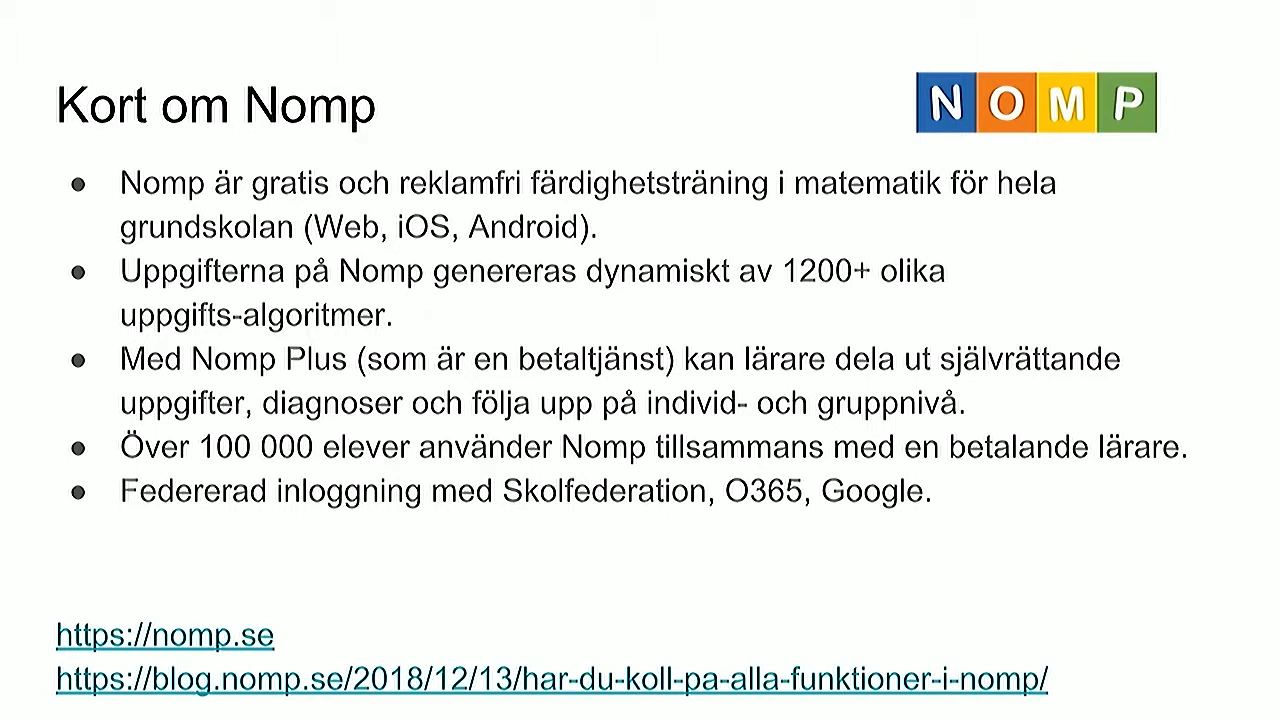 Kort om Nomp
NOMP
● Nomp är gratis och reklamfri färdighetsträning i matematik för hela
grundskolan (Web, iOS, Android).
● Uppgifterna på Nomp genereras dynamiskt av 1200+ olika
uppgifts-algoritmer.
● Med Nomp Plus (som är en betaltjänst) kan lärare dela ut självrättande
uppgifter, diagnoser och följa upp på individ- och gruppnivå.
● Över 100 000 elever använder Nomp tillsammans med en betalande lärare.
● Federerad inloggning med Skolfederation, O365, Google.
https://nomp.se
https://blog.nomp.se/2018/12/13/har-du-koll-pa-alla-funktioner-i-nomp/